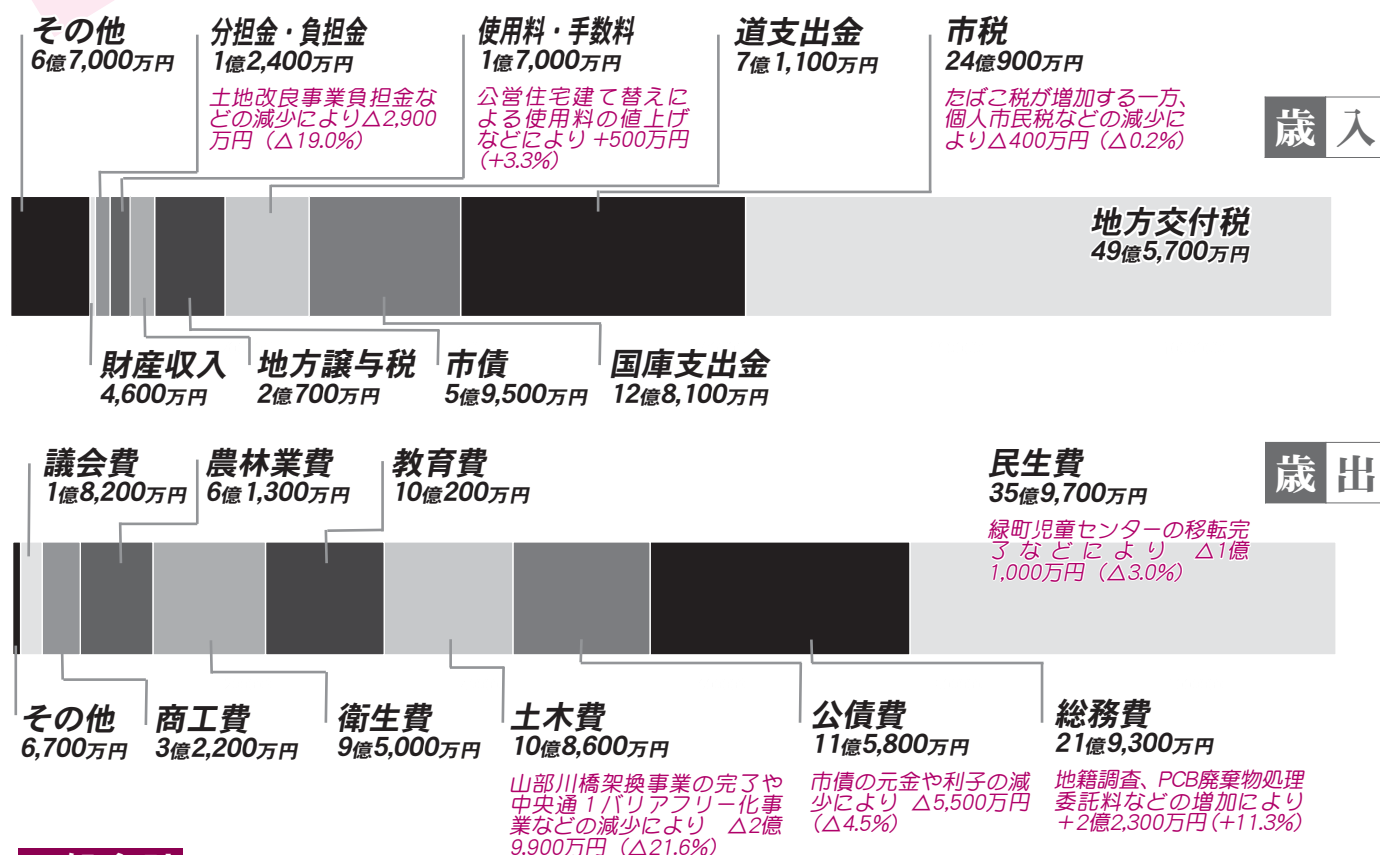 その他
6億7,000万円
分担金・負担金
1億2,400万円
土地改良事業負担金な
どの減少により△2,900
万円（△19.0%）
使用料・手数料
1億7,000万円
公営住宅建て替えに
よる使用料の値上げ
などにより+500万円
(+3.3%)
道支出金
7億1,100万円
市税
24億900万円
たばこ税が増加する一方、
個人市民税などの減少に
より△400万円（△0.2%）
歳入
地方交付税
49億5,700万円
財産収入
4,600万円
地方譲与税
2億700万円
市債
5億9,500万円
国庫支出金
12億8,100万円
議会費
1億8,200万円
農林業費
6億1,300万円
教育費
10億200万円
民生費
35億9,700万円
緑町児童センターの移転完
了などにより　△1億
1,000万円（△3.0%）
歳出
その他
6,700万円
商工費
3億2,200万円
衛生費
9億5,000万円
土木費
10億8,600万円
山部川橋架換事業の完了や
中央通1バリアフリー化事
業などの減少により　△2億
9,900万円（△21.6%）
公債費
11億5,800万円
市債の元金や利子の減
少により △5,500万円
（△4.5%）
総務費
21億9,300万円
地籍調査、PCB廃棄物処理
委託料などの増加により
+2億2,300万円(+11.3%)